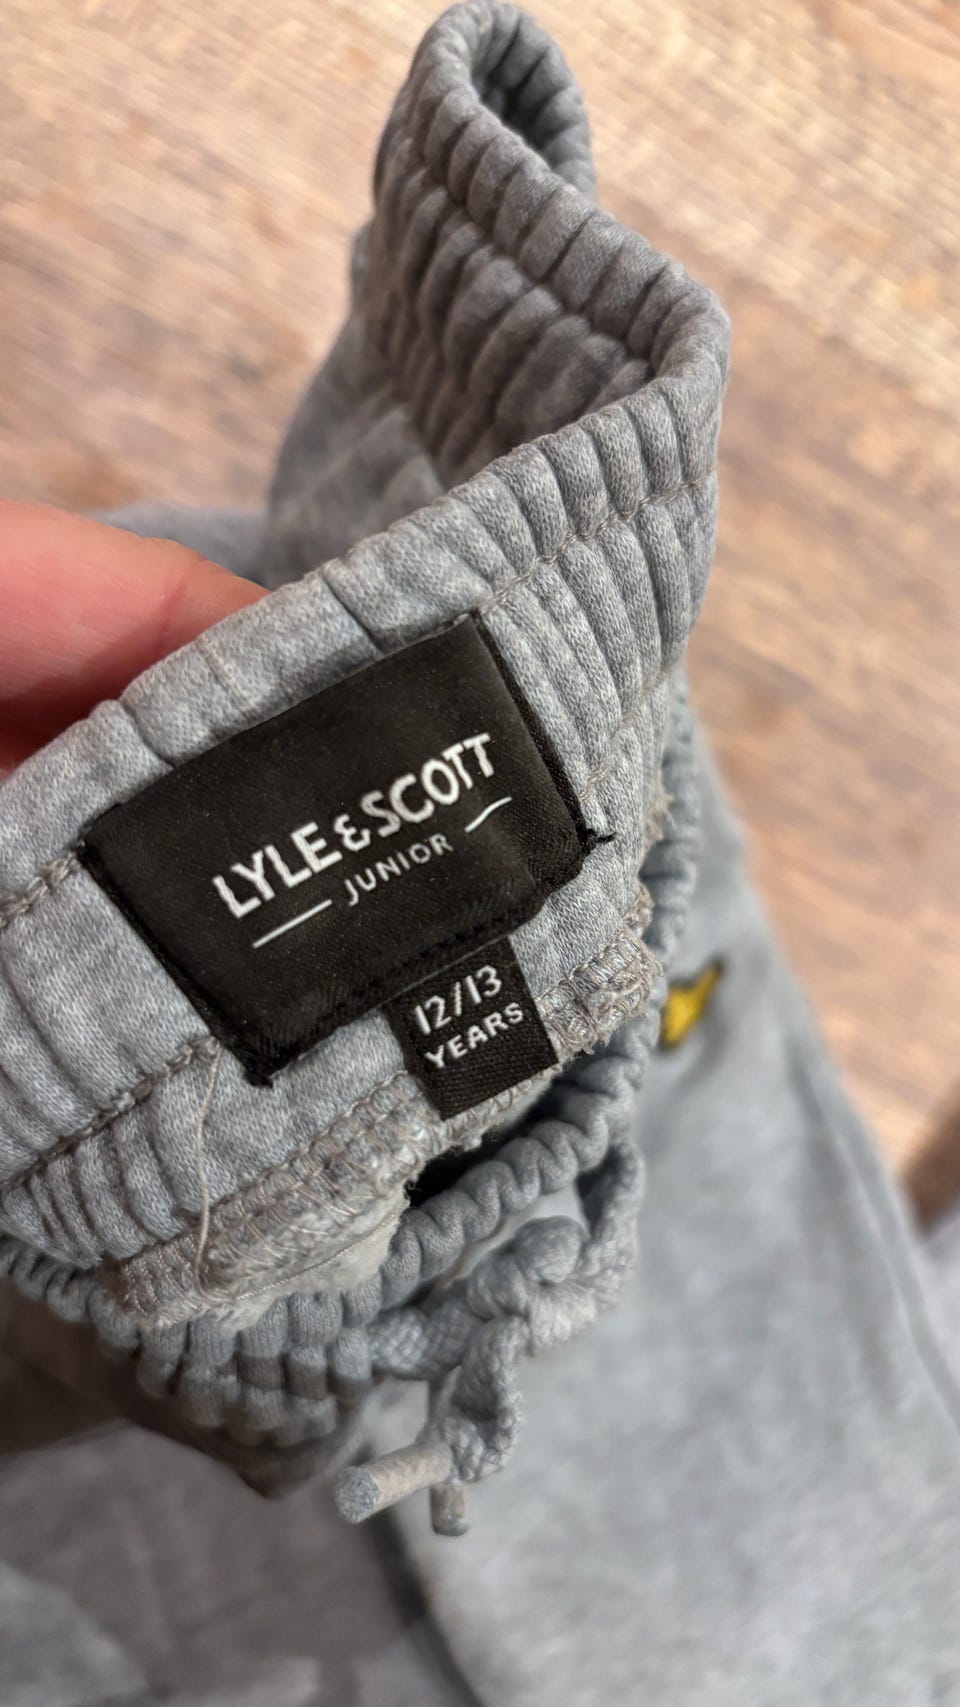 LYLE & SCOTT
JUNIOR
12/13
YEARS